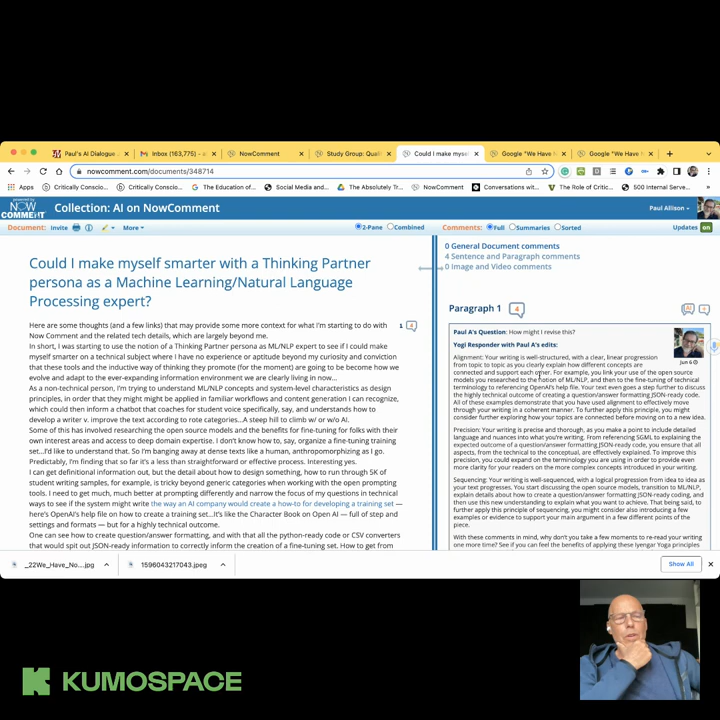 Paul's AI Dialogue
Inbox (163,775)
NowComment
Study Group: Quali
Could I make mysel
Google "We Have N
Google "We Have N
nowcomment.com/documents/348714
Apps
Critically Conscio...
Critically Conscio...
The Education of...
Social Media and...
The Absolutely Tr...
NowComment
Conversations wit...
The Role of Critic...
500 Internal Serve...
NOW COMMENT
Collection: AI on NowComment
Paul Allison
Document: Invite
More
2-Pane Combined
Comments: Full Summaries Sorted
Updates on
Could I make myself smarter with a Thinking Partner
persona as a Machine Learning/Natural Language
Processing expert?
Here are some thoughts (and a few links) that may provide some more context for what I'm starting to do with
Now Comment and the related tech details, which are largely beyond me.
In short, I was starting to use the notion of a Thinking Partner persona as ML/NLP expert to see if I could make
myself smarter on a technical subject where I have no experience or aptitude beyond my curiosity and conviction
that these tools and the inductive way of thinking they promote (for the moment) are going to become how we
evolve and adapt to the ever-expanding information environment we are clearly living in now...
As a non-technical person, I'm trying to understand ML/NLP concepts and system-level characteristics as design
principles, in order that they might be applied in familiar workflows and content generation I can recognize,
which could then inform a chatbot that coaches for student voice specifically, say, and understands how to
develop a writer v. improve the text according to rote categories...A steep hill to climb w/ or w/o AI.
Some of this has involved researching the open source models and the benefits for fine-tuning for folks with their
own interest areas and access to deep domain expertise. I don't know how to, say, organize a fine-tuning training
set...I'd like to understand that. So I'm banging away at dense texts like a human, anthropomorphizing as I go.
Predictably, I'm finding that so far it's a less than straightforward or effective process. Interesting yes.
I can get definitional information out, but the detail about how to design something, how to run through 5K of
student writing samples, for example, is tricky beyond generic categories when working with the open prompting
tools. I need to get much, much better at prompting differently and narrow the focus of my questions in technical
ways to see if the system might write the way an AI company would create a how-to for developing a training set —
here's OpenAI's help file on how to create a training set...It's like the Character Book on Open AI — full of step and
settings and formats — but for a highly technical outcome.
One can see how to create question/answer formatting, and with that all the python-ready code or CSV converters
that would spit out JSON-ready information to correctly inform the creation of a fine-tuning set. How to get from
1 4
0 General Document comments
4 Sentence and Paragraph comments
0 Image and Video comments
Paragraph 1 4
AI
Paul A's Question: How might I revise this?
Yogi Responder with Paul A's edits:
Jun 6
Alignment: Your writing is well-structured, with a clear, linear progression
from topic to topic as you clearly explain how different concepts are
connected and support each other. For example, you link your use of the open source
models you researched to the notion of ML/NLP, and then to the fine-tuning of technical
terminology to referencing OpenAI's help file. Your text even goes a step further to discuss
the highly technical outcome of creating a question/answer formatting JSON-ready code.
All of these examples demonstrate that you have used alignment to effectively move
through your writing in a coherent manner. To further apply this principle, you might
consider further exploring how your topics are connected before moving on to a new idea.
Precision: Your writing is precise and thorough, as you make a point to include detailed
language and nuances into what you're writing. From referencing SGML to explaining the
expected outcome of your JSON-ready code, you ensure that all aspects, from the
technical to the conceptual, are effectively explained. To improve this
precision, you could expand on the terminology you are using in order to provide even
more clarity for your readers on the more complex concepts introduced in your writing.
Sequencing: Your writing is well-sequenced, with a logical progression from idea to idea as
your text progresses. You start discussing the open source models, transition to ML/NLP,
explain details about how to create a question/answer formatting JSON-ready coding, and
then use this new understanding to explain what you want to achieve. That being said, to
further apply this principle of sequencing, you might also consider introducing a few
examples or evidence to support your main argument in a few different points of the
piece.
With these comments in mind, why don't you take a few moments to re-read your writing
one more time? See if you can feel the benefits of applying these Iyengar Yoga principles
_22We_Have_No....jpg
1596043217043.jpeg
Show All
KUMOSPACE